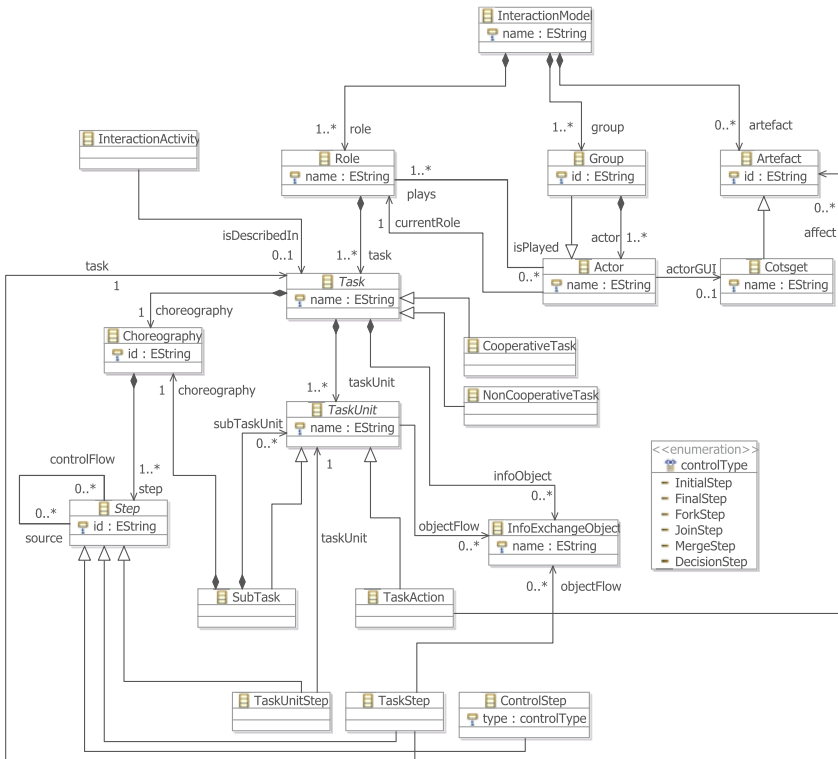 InteractionModel
name : EString
1..* role
1..* group
0..* artefact
InteractionActivity
Role
name : EString
1..*
plays
Group
id : EString
Artefact
id : EString
0..*
affect
1 currentRole
isDescribedIn
0..1
1..* task
isPlayed
0..*
actor 1..*
Actor
name : EString
actorGUI
0..1
Cotsget
name : EString
task
1
Task
name : EString
1 choreography
Choreography
id : EString
CooperativeTask
NonCooperativeTask
1 choreography
1..* taskUnit
TaskUnit
name : EString
subTaskUnit
0..*
1
<<enumeration>>
controlType
InitialStep
FinalStep
ForkStep
JoinStep
MergeStep
DecisionStep
controlFlow
0..*
0..*
source
1..*
step
Step
id : EString
infoObject
0..*
objectFlow
0..*
InfoExchangeObject
name : EString
taskUnit
0..* objectFlow
SubTask
TaskAction
TaskUnitStep
TaskStep
ControlStep
type : controlType